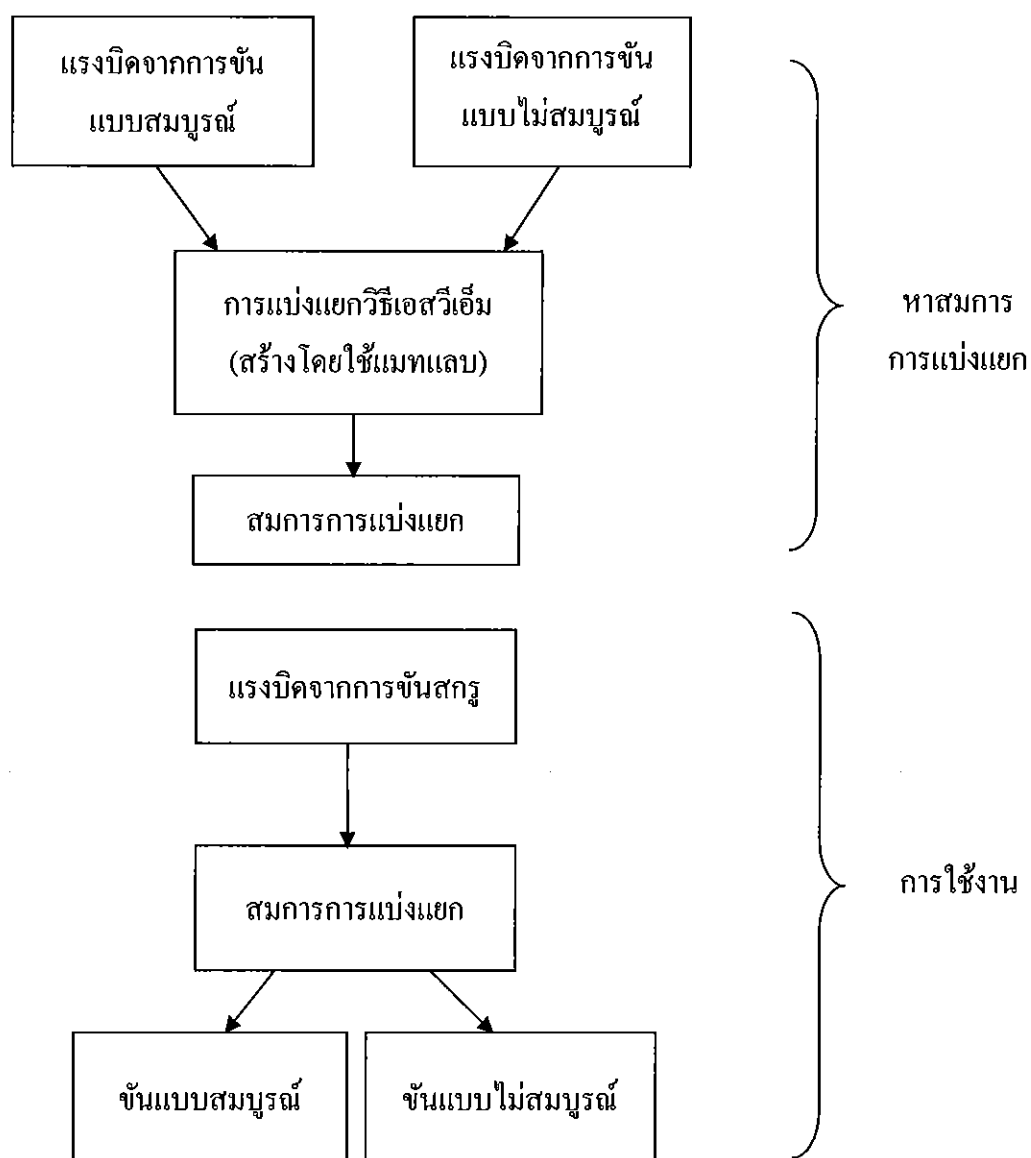 แรงบิดจากการขัน
แบบสมบูรณ์
แรงบิดจากการขัน
แบบไม่สมบูรณ์
การแบ่งแยกวิธีเอสวีเอ็ม
(สร้างโดยใช้แมทแลบ)
สมการการแบ่งแยก
หาสมการ
การแบ่งแยก
แรงบิดจากการขันสกรู
สมการการแบ่งแยก
ขันแบบสมบูรณ์
ขันแบบไม่สมบูรณ์
การใช้งาน